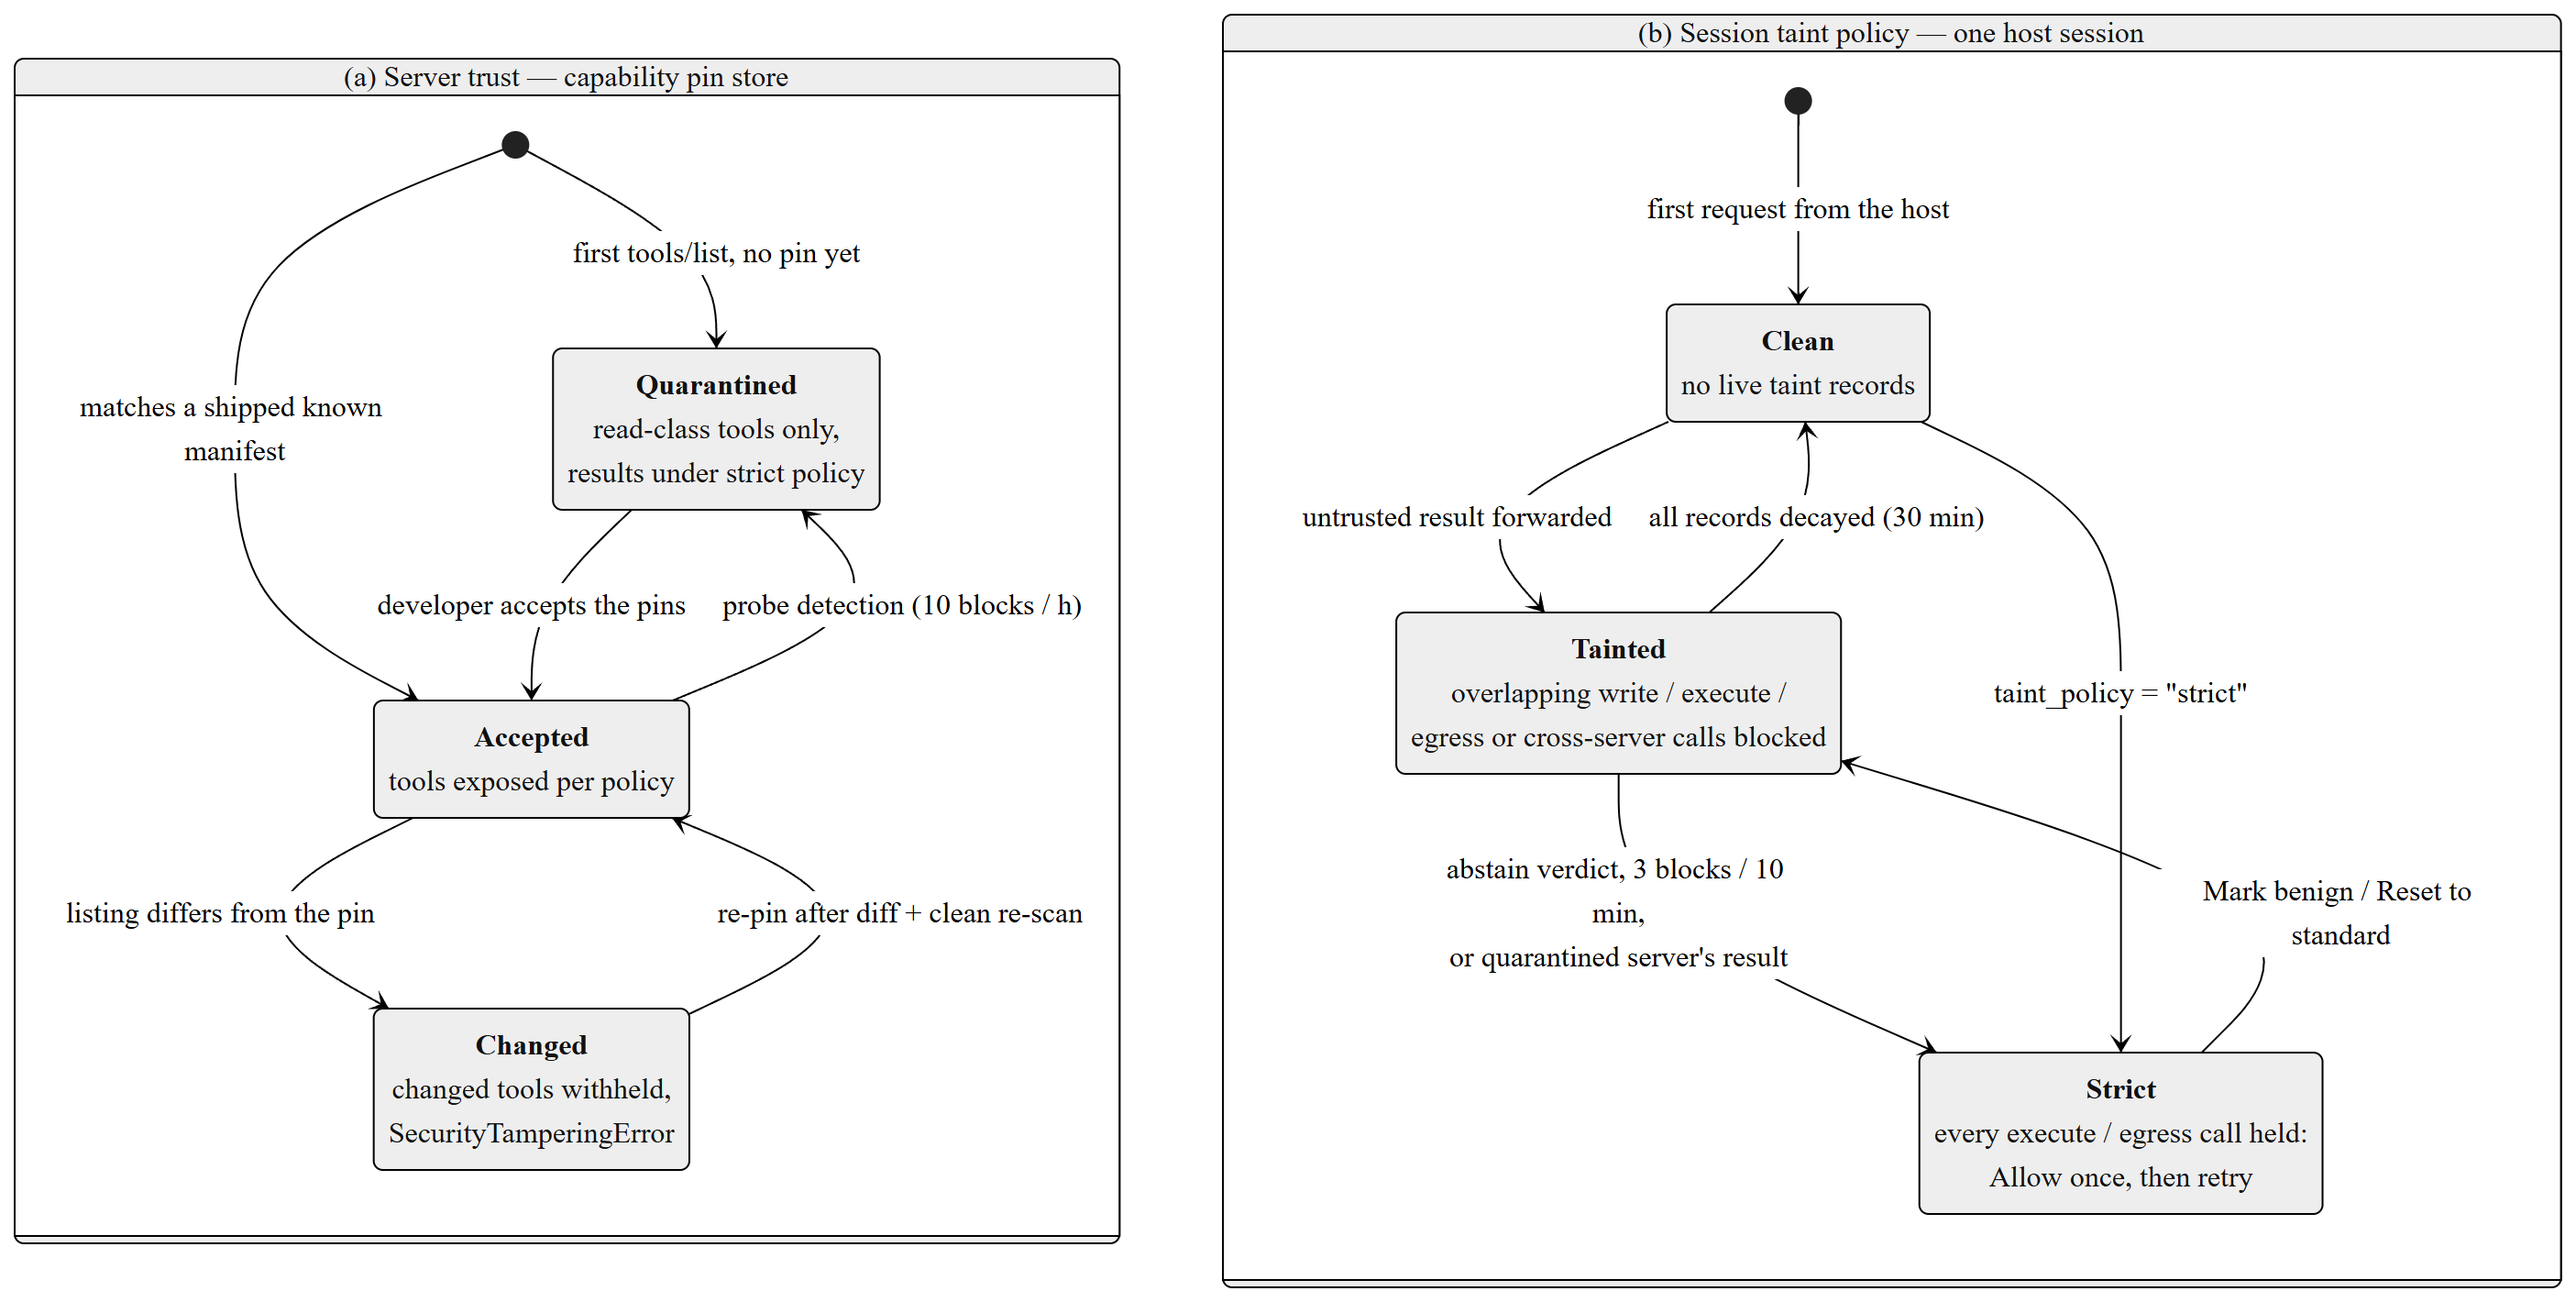 (a) Server trust — capability pin store
first tools/list, no pin yet
matches a shipped known
manifest
Quarantined
read-class tools only,
results under strict policy
developer accepts the pins
probe detection (10 blocks / h)
Accepted
tools exposed per policy
listing differs from the pin
re-pin after diff + clean re-scan
Changed
changed tools withheld,
SecurityTamperingError
(b) Session taint policy — one host session
first request from the host
Clean
no live taint records
untrusted result forwarded
all records decayed (30 min)
taint_policy = "strict"
Tainted
overlapping write / execute /
egress or cross-server calls blocked
abstain verdict, 3 blocks / 10
min,
or quarantined server's result
Mark benign / Reset to
standard
Strict
every execute / egress call held:
Allow once, then retry